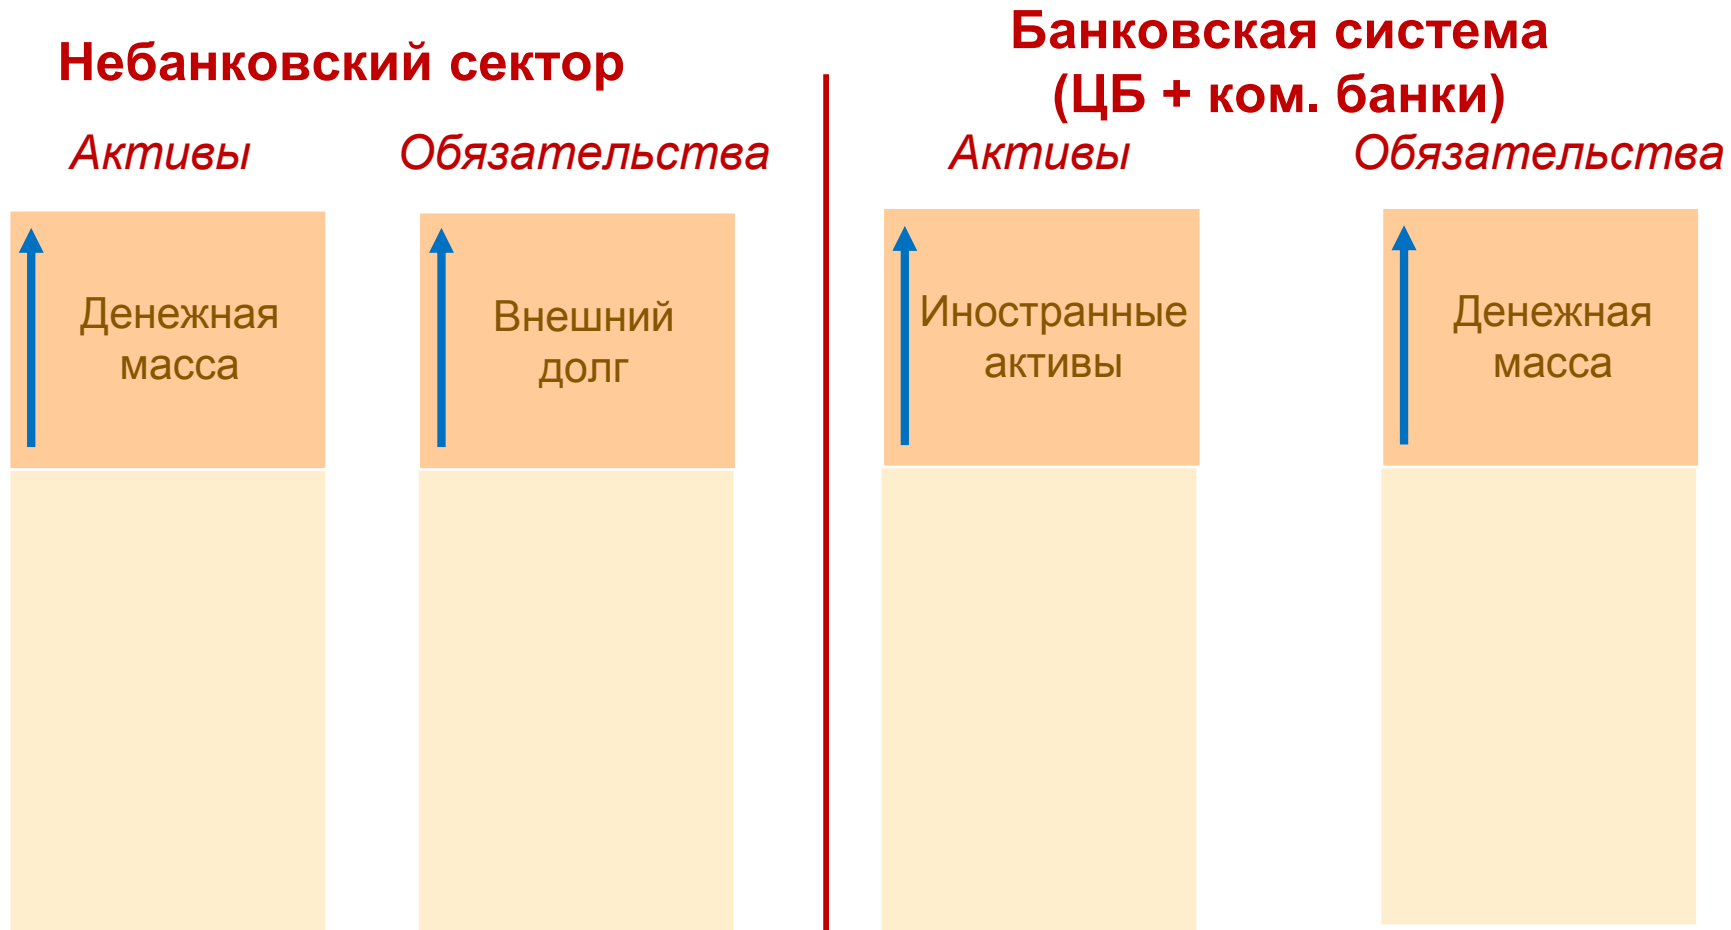 Небанковский сектор
Активы
Обязательства
Денежная
масса
Внешний
долг
Банковская система
(ЦБ + ком. банки)
Активы
Обязательства
Иностранные
активы
Денежная
масса